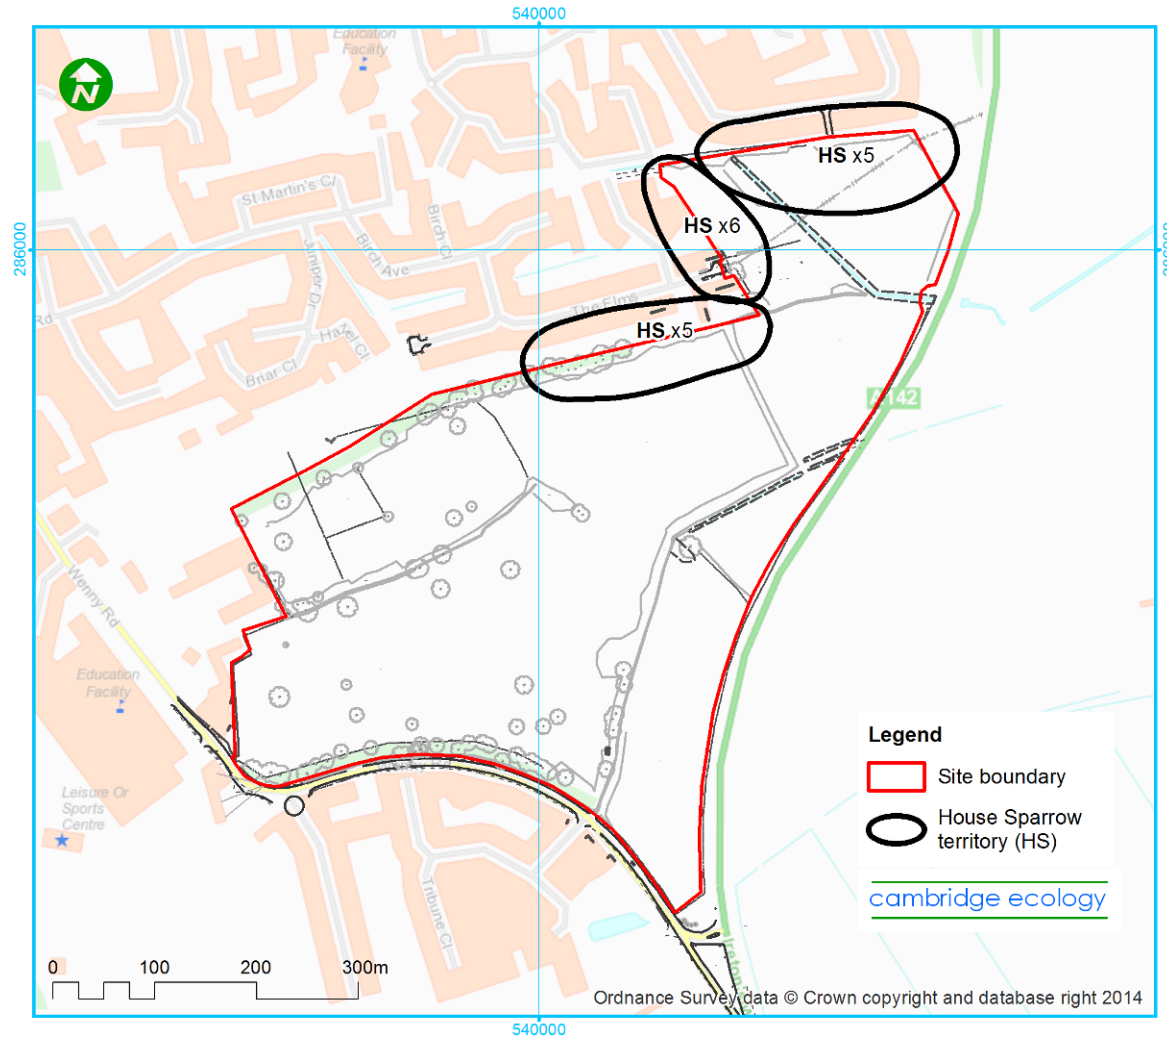 540000
Education
Facility
N
HS x5
St Martin's Cl
Birch Cl
HS x6
286000
Birch Ave
Juniper Dr
The Elms
Rd
Hazel Cl
HS x5
Briar Cl
A142
Wenny Rd
Education
Facility
Legend
Site boundary
House Sparrow
territory (HS)
Leisure Or
Sports
Centre
cambridge ecology
Tribune Cl
0 100 200 300m
Ordnance Survey data © Crown copyright and database right 2014
540000